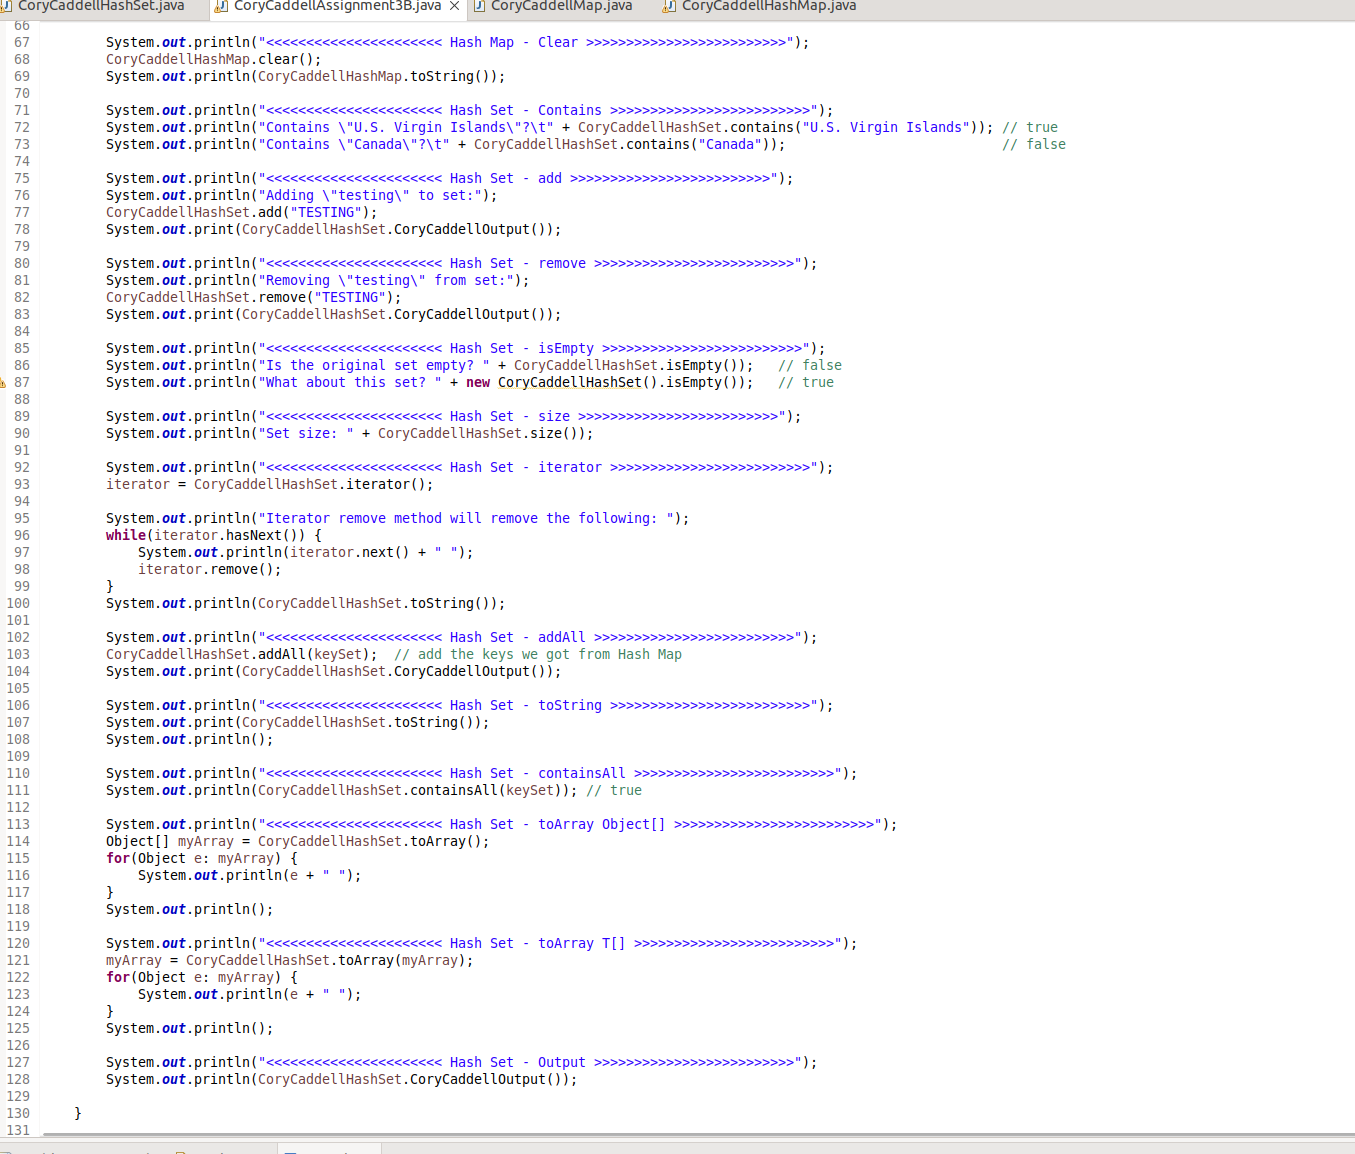 CoryCaddellHashSet.java CoryCaddellAssignment3B.java CoryCaddellMap.java CoryCaddellHashMap.java
66
67 System.out.println("<<<<<<<<<<<<<<<<<<<<<< Hash Map - Clear >>>>>>>>>>>>>>>>>>>>>>>>>");
68 CoryCaddellHashMap.clear();
69 System.out.println(CoryCaddellHashMap.toString());
70
71 System.out.println("<<<<<<<<<<<<<<<<<<<<<< Hash Set - Contains >>>>>>>>>>>>>>>>>>>>>>>>>");
72 System.out.println("Contains \"U.S. Virgin Islands\"?\t" + CoryCaddellHashSet.contains("U.S. Virgin Islands")); // true
73 System.out.println("Contains \"Canada\"?\t" + CoryCaddellHashSet.contains("Canada")); // false
74
75 System.out.println("<<<<<<<<<<<<<<<<<<<<<< Hash Set - add >>>>>>>>>>>>>>>>>>>>>>>>>");
76 System.out.println("Adding \"testing\" to set:");
77 CoryCaddellHashSet.add("TESTING");
78 System.out.print(CoryCaddellHashSet.CoryCaddellOutput());
79
80 System.out.println("<<<<<<<<<<<<<<<<<<<<<< Hash Set - remove >>>>>>>>>>>>>>>>>>>>>>>>>");
81 System.out.println("Removing \"testing\" from set:");
82 CoryCaddellHashSet.remove("TESTING");
83 System.out.print(CoryCaddellHashSet.CoryCaddellOutput());
84
85 System.out.println("<<<<<<<<<<<<<<<<<<<<<< Hash Set - isEmpty >>>>>>>>>>>>>>>>>>>>>>>>>");
86 System.out.println("Is the original set empty? " + CoryCaddellHashSet.isEmpty()); // false
87 System.out.println("What about this set? " + new CoryCaddellHashSet().isEmpty()); // true
88
89 System.out.println("<<<<<<<<<<<<<<<<<<<<<< Hash Set - size >>>>>>>>>>>>>>>>>>>>>>>>>");
90 System.out.println("Set size: " + CoryCaddellHashSet.size());
91
92 System.out.println("<<<<<<<<<<<<<<<<<<<<<< Hash Set - iterator >>>>>>>>>>>>>>>>>>>>>>>>>");
93 iterator = CoryCaddellHashSet.iterator();
94
95 System.out.println("Iterator remove method will remove the following: ");
96 while(iterator.hasNext()) {
97 System.out.println(iterator.next() + " ");
98 iterator.remove();
99 }
100 System.out.println(CoryCaddellHashSet.toString());
101
102 System.out.println("<<<<<<<<<<<<<<<<<<<<<< Hash Set - addAll >>>>>>>>>>>>>>>>>>>>>>>>>");
103 CoryCaddellHashSet.addAll(keySet); // add the keys we got from Hash Map
104 System.out.print(CoryCaddellHashSet.CoryCaddellOutput());
105
106 System.out.println("<<<<<<<<<<<<<<<<<<<<<< Hash Set - toString >>>>>>>>>>>>>>>>>>>>>>>>>");
107 System.out.print(CoryCaddellHashSet.toString());
108 System.out.println();
109
110 System.out.println("<<<<<<<<<<<<<<<<<<<<<< Hash Set - containsAll >>>>>>>>>>>>>>>>>>>>>>>>>");
111 System.out.println(CoryCaddellHashSet.containsAll(keySet)); // true
112
113 System.out.println("<<<<<<<<<<<<<<<<<<<<<< Hash Set - toArray Object[] >>>>>>>>>>>>>>>>>>>>>>>>>");
114 Object[] myArray = CoryCaddellHashSet.toArray();
115 for(Object e: myArray) {
116 System.out.println(e + " ");
117 }
118 System.out.println();
119
120 System.out.println("<<<<<<<<<<<<<<<<<<<<<< Hash Set - toArray T[] >>>>>>>>>>>>>>>>>>>>>>>>>");
121 myArray = CoryCaddellHashSet.toArray(myArray);
122 for(Object e: myArray) {
123 System.out.println(e + " ");
124 }
125 System.out.println();
126
127 System.out.println("<<<<<<<<<<<<<<<<<<<<<< Hash Set - Output >>>>>>>>>>>>>>>>>>>>>>>>>");
128 System.out.println(CoryCaddellHashSet.CoryCaddellOutput());
129
130 }
131